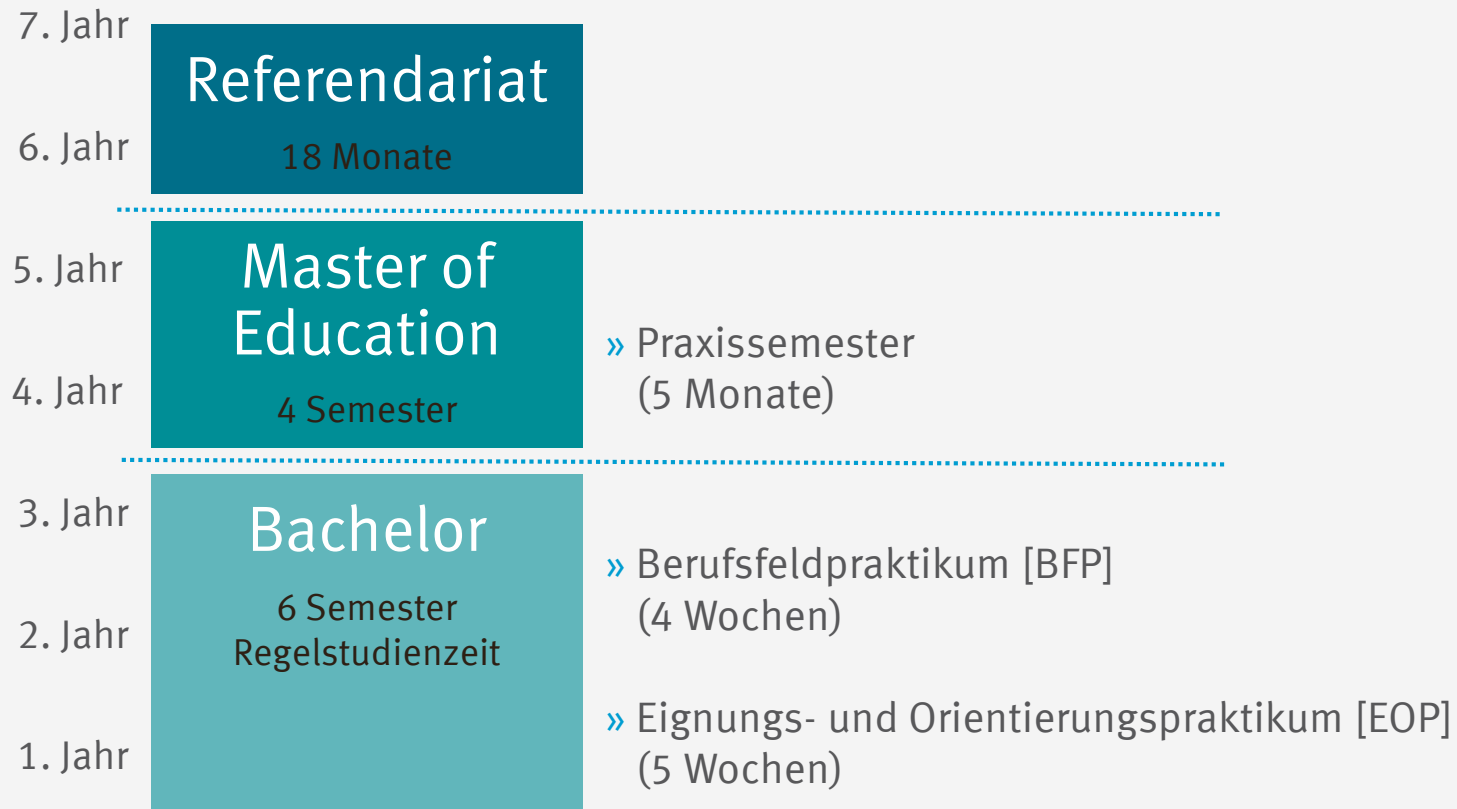 7. Jahr
Referendariat
6. Jahr
18 Monate
5. Jahr
Master of
Education
» Praxissemester
(5 Monate)
4. Jahr
4 Semester
3. Jahr
Bachelor
» Berufsfeldpraktikum [BFP]
(4 Wochen)
6 Semester
2. Jahr
Regelstudienzeit
» Eignungs- und Orientierungspraktikum [EOP]
(5 Wochen)
1. Jahr